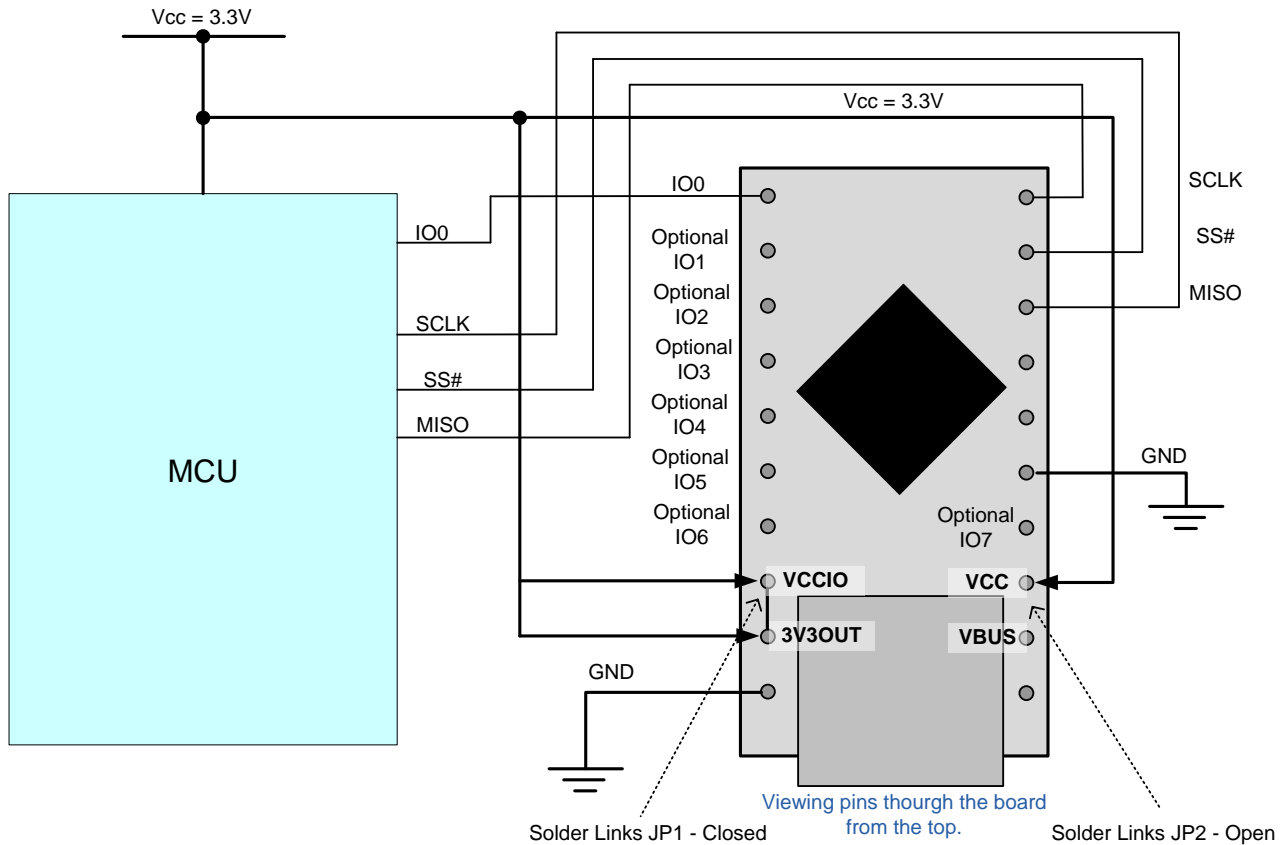 Vcc = 3.3V
Vcc = 3.3V
IO0
SCLK
IO0
SS#
Optional
IO1
MISO
Optional
IO2
SCLK
Optional
IO3
SS#
Optional
IO4
MISO
MCU
Optional
IO5
GND
Optional
IO6
Optional
IO7
VCCIO
VCC
3V3OUT
VBUS
GND
Viewing pins thourgh the board
from the top.
Solder Links JP1 - Closed
Solder Links JP2 - Open